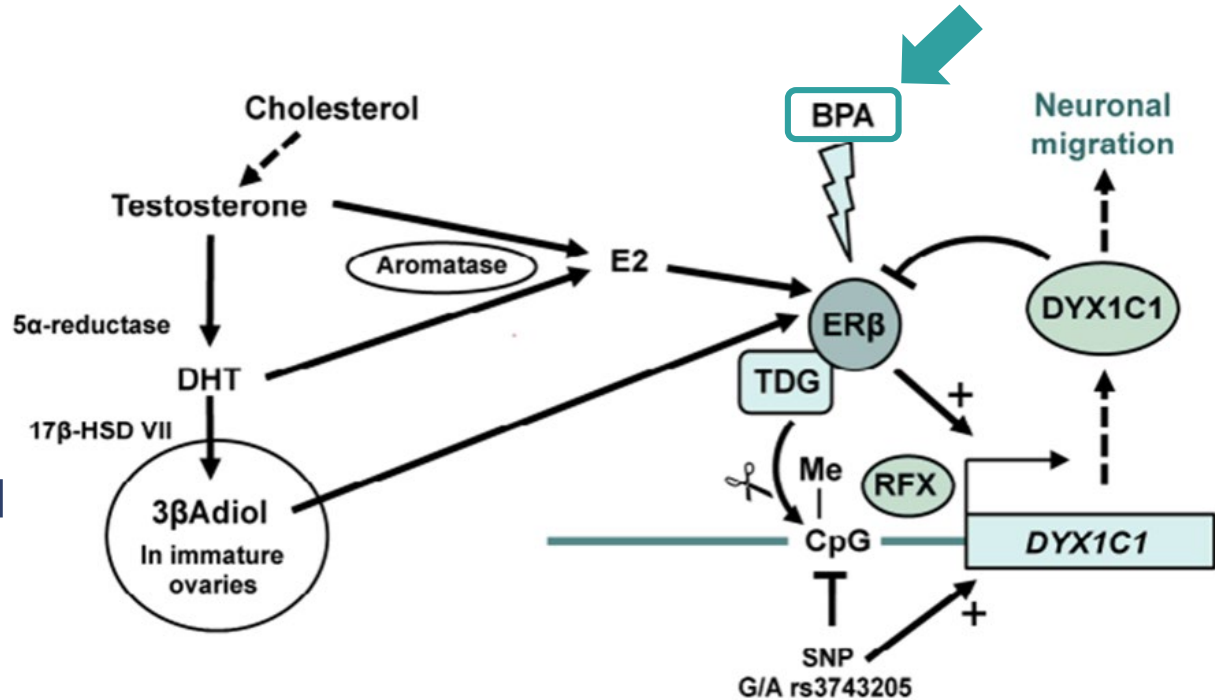 Cholesterol
Testosterone
Aromatase
E2
5α-reductase
DHT
17β-HSD VII
3βAdiol
In immature
ovaries
BPA
ERβ
TDG
Me
CpG
RFX
+
DYX1C1
+
SNP
G/A rs3743205
DYX1C1
Neuronal
migration